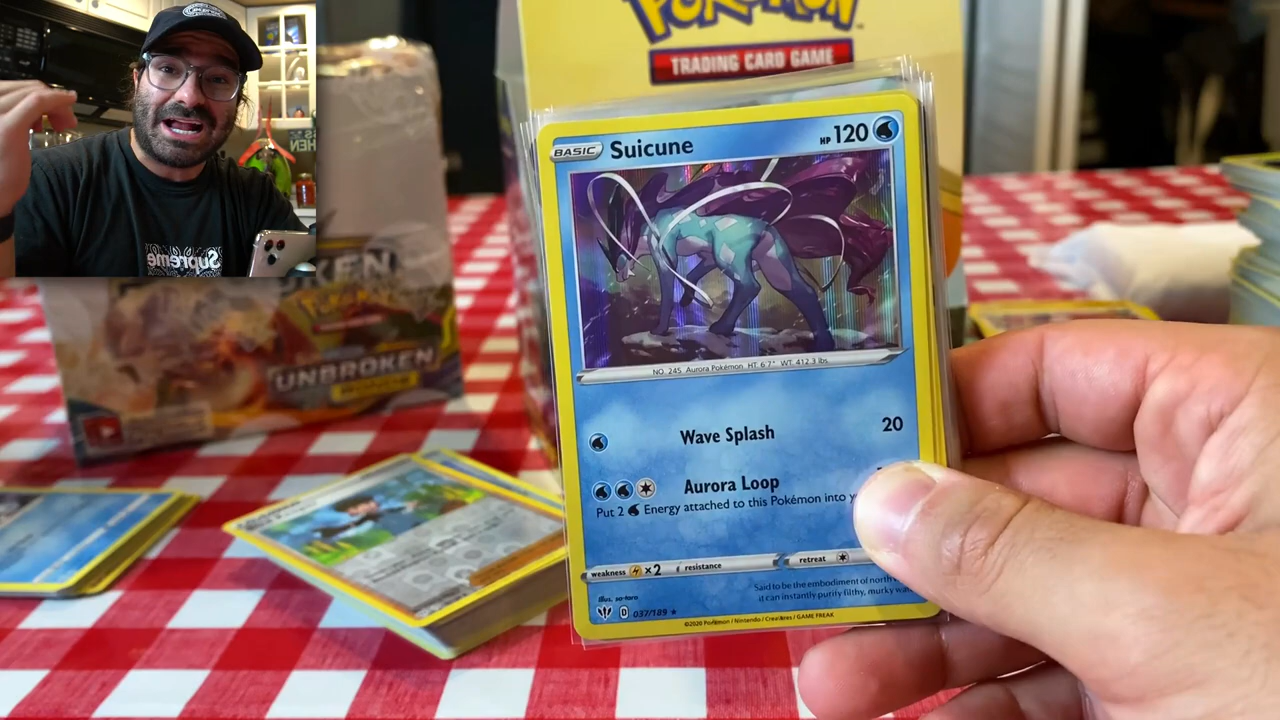 POKÉMON
TRADING CARD GAME
BASIC Suicune HP 120
NO. 245 Aurora Pokémon HT: 6'7" WT: 412.3 lbs.
Wave Splash 20
Aurora Loop
Put 2 Energy attached to this Pokémon into
weakness ×2 resistance retreat
Said to be the embodiment of north
it can instantly purify filthy, murky
Illus. so-taro
D 037/189 ★
©2020 Pokémon / Nintendo / Creatures / GAME FREAK
UNBROKEN
Supreme